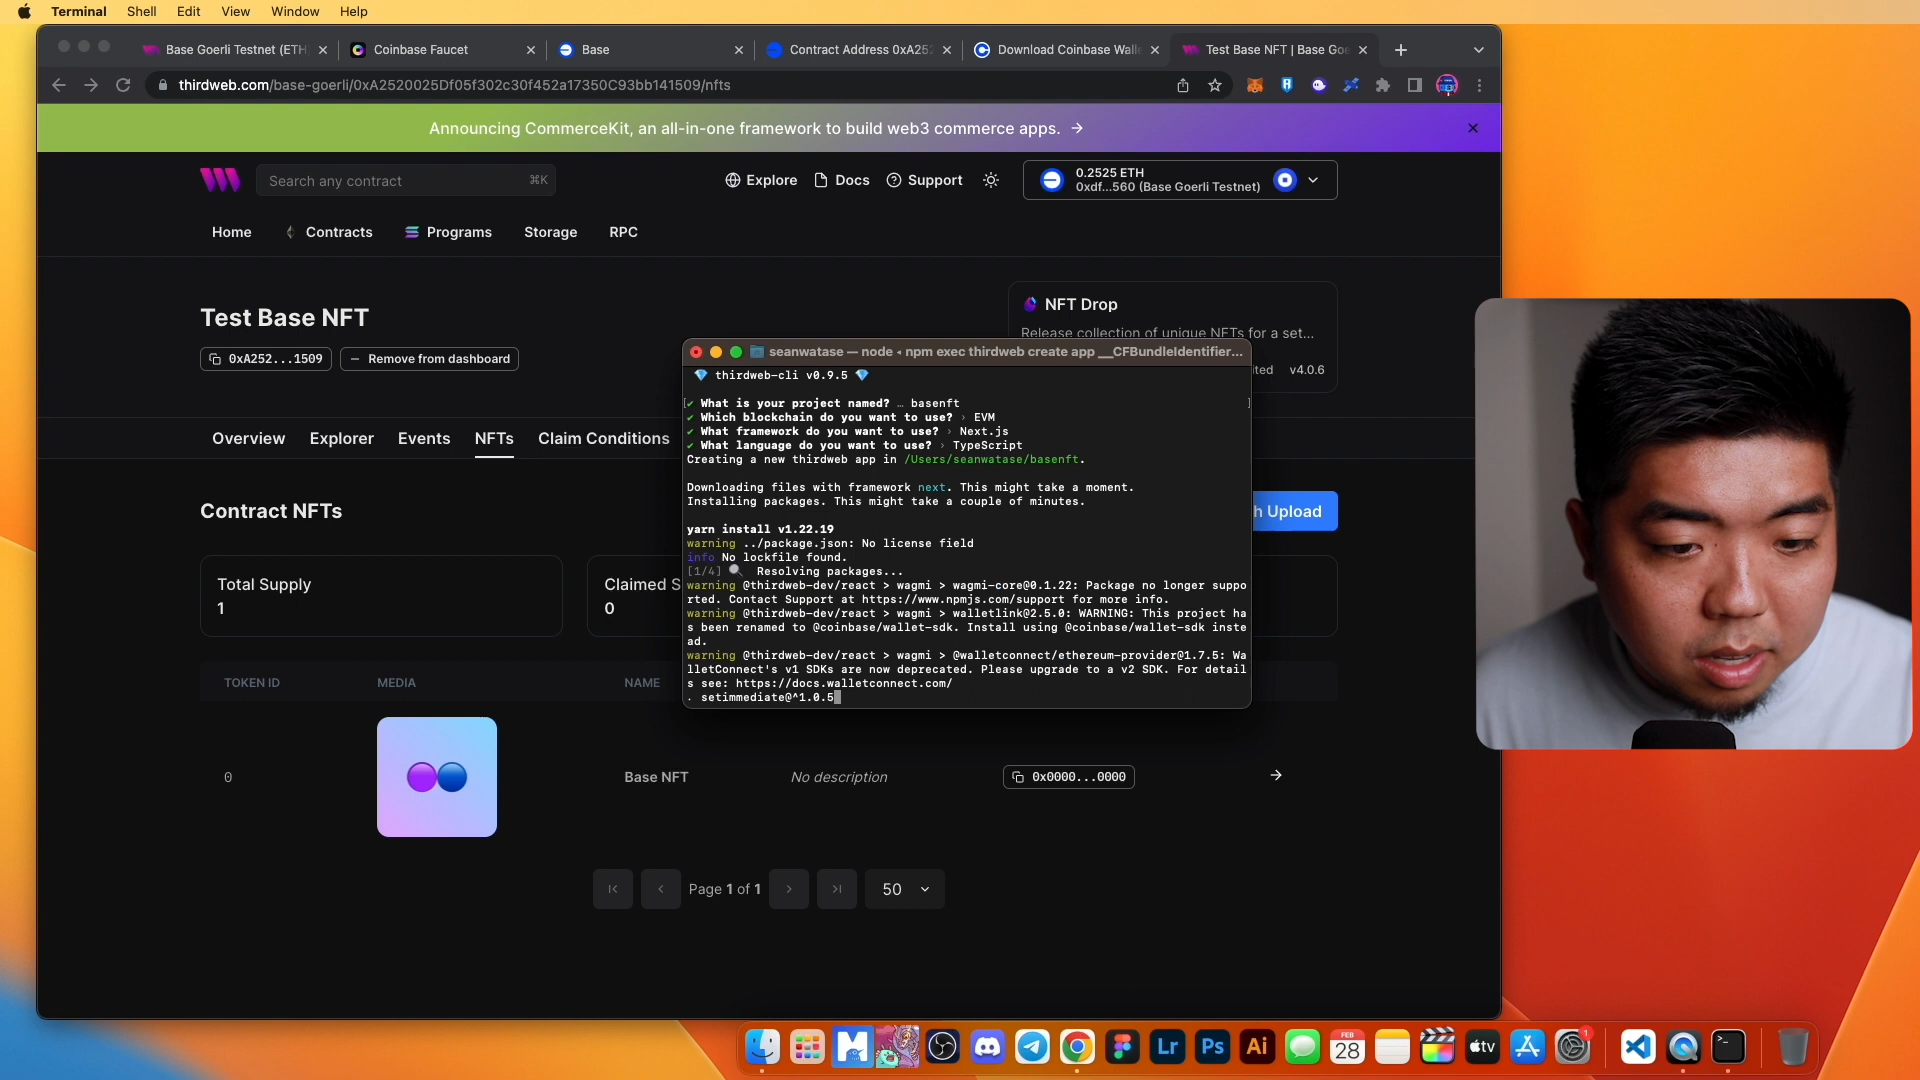 Terminal Shell Edit View Window Help
Base Goerli Testnet (ETH
Coinbase Faucet
Base
Contract Address 0xA252
Download Coinbase Walle
Test Base NFT | Base Goe
thirdweb.com/base-goerli/0xA2520025Df05f302c30f452a17350C93bb141509/nfts
Announcing CommerceKit, an all-in-one framework to build web3 commerce apps. →
Search any contract ⌘K
Explore Docs Support
0.2525 ETH
0xdf...560 (Base Goerli Testnet)
Home Contracts Programs Storage RPC
Test Base NFT
0xA252...1509
Remove from dashboard
NFT Drop
Release collection of unique NFTs for a set...
ited v4.0.6
Overview Explorer Events NFTs Claim Conditions
Contract NFTs
h Upload
Total Supply
1
Claimed S
0
TOKEN ID MEDIA NAME
0 Base NFT No description 0x0000...0000
Page 1 of 1
50
seanwatase — node ◂ npm exec thirdweb create app __CFBundleIdentifier...
💎 thirdweb-cli v0.9.5 💎
[✔ What is your project named? … basenft ]
✔ Which blockchain do you want to use? › EVM
✔ What framework do you want to use? › Next.js
✔ What language do you want to use? › TypeScript
Creating a new thirdweb app in /Users/seanwatase/basenft.
Downloading files with framework next. This might take a moment.
Installing packages. This might take a couple of minutes.
yarn install v1.22.19
warning ../package.json: No license field
info No lockfile found.
[1/4] 🔍 Resolving packages...
warning @thirdweb-dev/react > wagmi > wagmi-core@0.1.22: Package no longer suppo
rted. Contact Support at https://www.npmjs.com/support for more info.
warning @thirdweb-dev/react > wagmi > walletlink@2.5.0: WARNING: This project ha
s been renamed to @coinbase/wallet-sdk. Install using @coinbase/wallet-sdk inste
ad.
warning @thirdweb-dev/react > wagmi > @walletconnect/ethereum-provider@1.7.5: Wa
lletConnect's v1 SDKs are now deprecated. Please upgrade to a v2 SDK. For detail
s see: https://docs.walletconnect.com/
. setimmediate@^1.0.5
Lr Ps Ai
FEB
28
tv
1